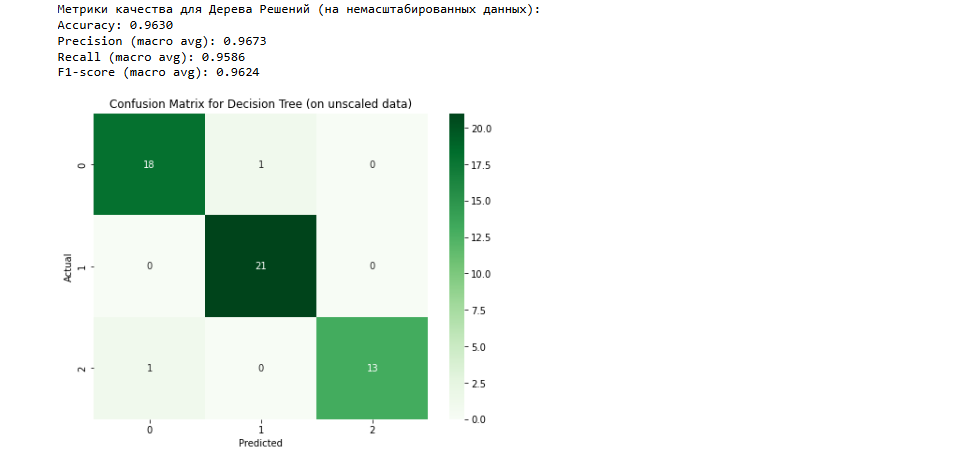 Метрики качества для Дерева Решений (на немасштабированных данных):
Accuracy: 0.9630
Precision (macro avg): 0.9673
Recall (macro avg): 0.9586
F1-score (macro avg): 0.9624
Confusion Matrix for Decision Tree (on unscaled data)
0
18 1 0
1
0 21 0
2
1 0 13
Actual
0 1 2
Predicted
20.0
17.5
15.0
12.5
10.0
7.5
5.0
2.5
0.0